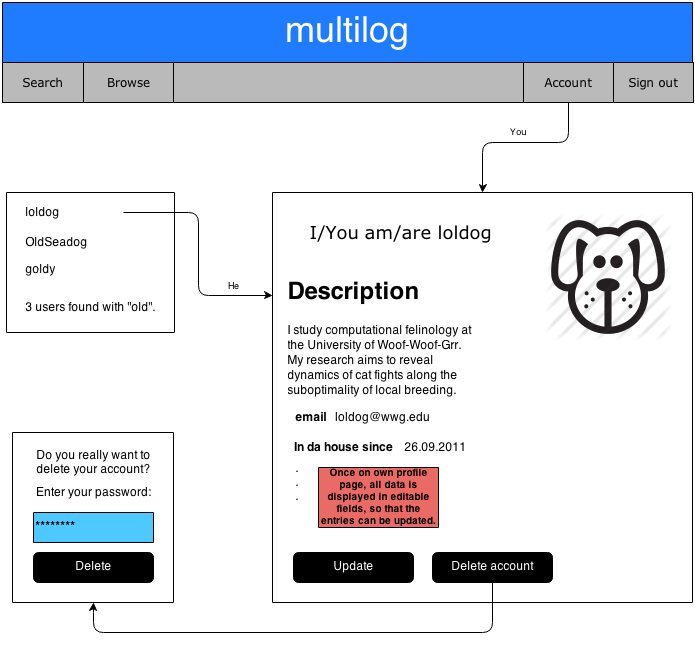 multilog
Search
Browse
Account
Sign out
You
loldog
OldSeadog
goldy
3 users found with "old".
He
I/You am/are loldog
Description
I study computational felinology at
the University of Woof-Woof-Grr.
My research aims to reveal
dynamics of cat fights along the
suboptimality of local breeding.
email loldog@wwg.edu
In da house since 26.09.2011
.
.
.
Once on own profile
page, all data is
displayed in editable
fields, so that the
entries can be updated.
Update
Delete account
Do you really want to
delete your account?
Enter your password:
********
Delete